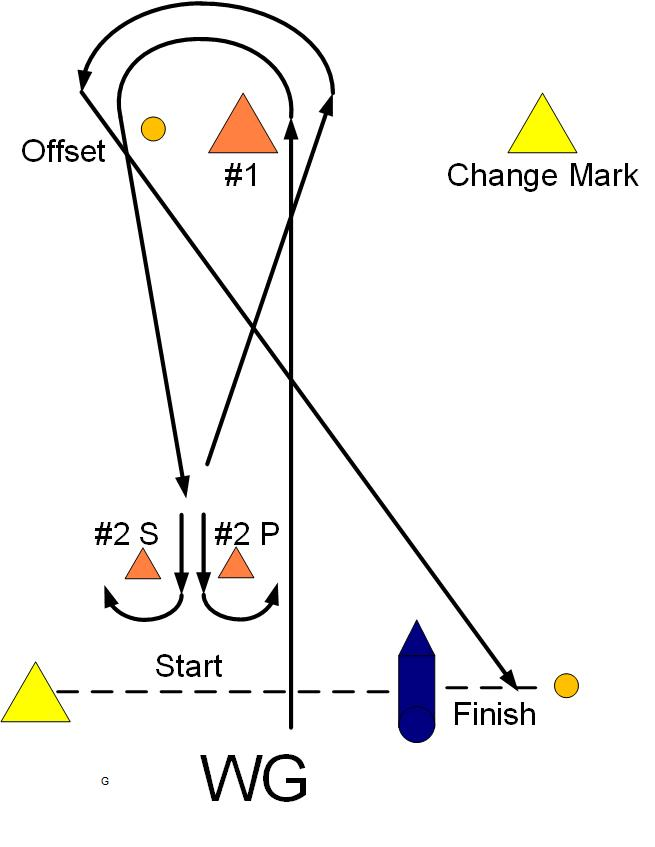 Offset
#1
Change Mark
#2 S
#2 P
Start
Finish
WG
G